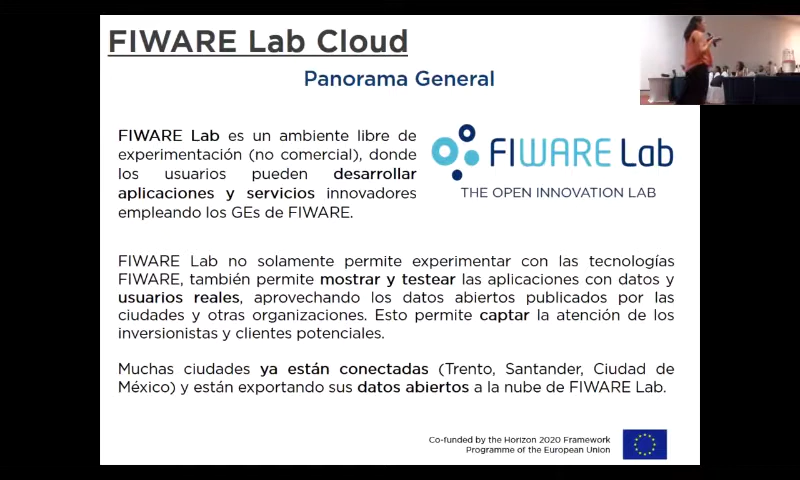 FIWARE Lab Cloud
Panorama General
FIWARE Lab es un ambiente libre de
experimentación (no comercial), donde
los usuarios pueden desarrollar
aplicaciones y servicios innovadores
empleando los GEs de FIWARE.
FIWARE Lab
THE OPEN INNOVATION LAB
FIWARE Lab no solamente permite experimentar con las tecnologías
FIWARE, también permite mostrar y testear las aplicaciones con datos y
usuarios reales, aprovechando los datos abiertos publicados por las
ciudades y otras organizaciones. Esto permite captar la atención de los
inversionistas y clientes potenciales.
Muchas ciudades ya están conectadas (Trento, Santander, Ciudad de
México) y están exportando sus datos abiertos a la nube de FIWARE Lab.
Co-funded by the Horizon 2020 Framework
Programme of the European Union